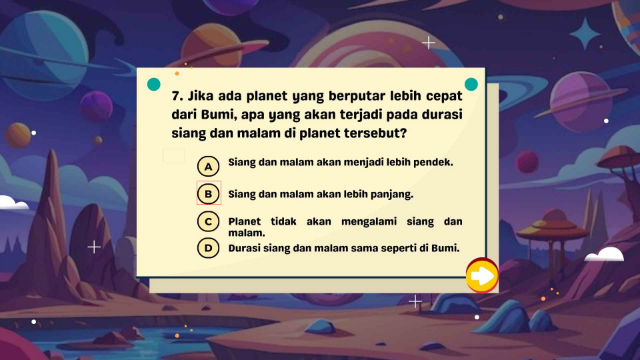 7. Jika ada planet yang berputar lebih cepat
dari Bumi, apa yang akan terjadi pada durasi
siang dan malam di planet tersebut?
A Siang dan malam akan menjadi lebih pendek.
B Siang dan malam akan lebih panjang.
C Planet tidak akan mengalami siang dan
malam.
D Durasi siang dan malam sama seperti di Bumi.